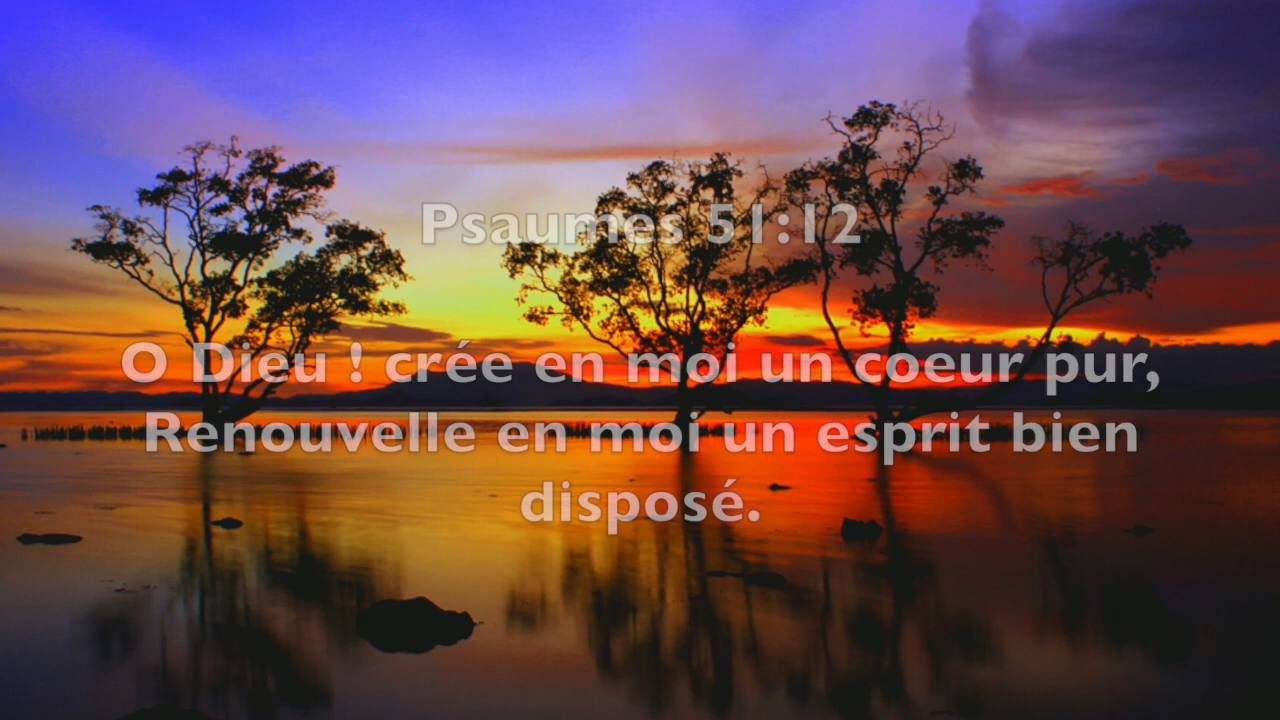 Psaumes 51:12
O Dieu ! crée en moi un coeur pur,
Renouvelle en moi un esprit bien
disposé.